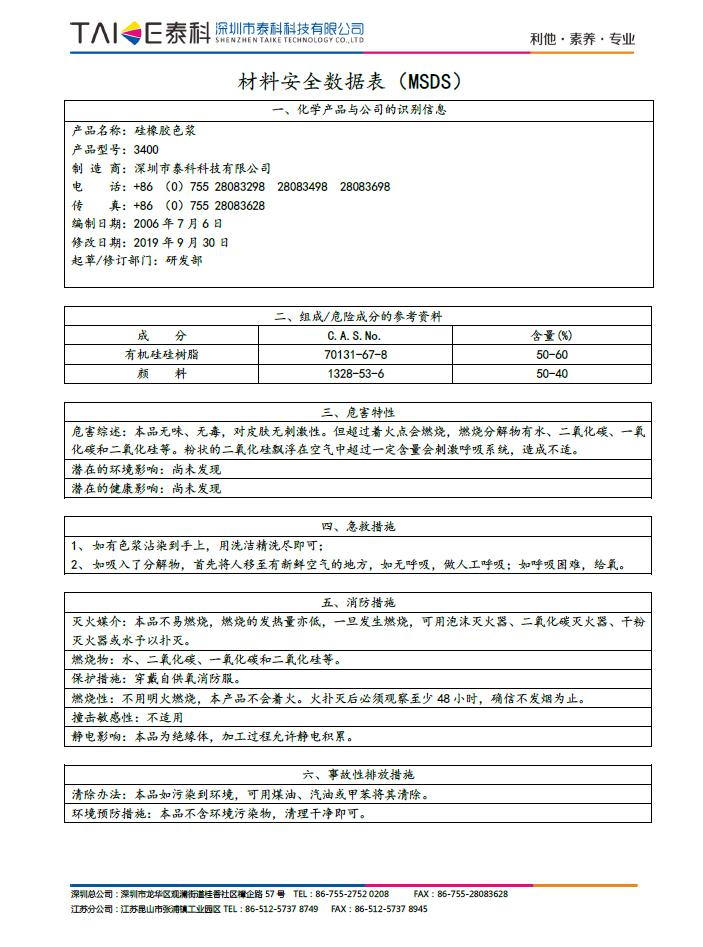 TAIKE泰科 深圳市泰科科技有限公司
SHENZHEN TAIKE TECHNOLOGY CO.,LTD
利他·素养·专业
材料安全数据表（MSDS）
一、化学产品与公司的识别信息
产品名称：硅橡胶色浆
产品型号：3400
制 造 商：深圳市泰科科技有限公司
电 话：+86 （0）755 28083298 28083498 28083698
传 真：+86 （0）755 28083628
编制日期：2006 年 7 月 6 日
修改日期：2019 年 9 月 30 日
起草/修订部门：研发部
二、组成/危险成分的参考资料
成 分 C.A.S.No. 含量(%)
有机硅硅树脂 70131-67-8 50-60
颜 料 1328-53-6 50-40
三、危害特性
危害综述：本品无味、无毒，对皮肤无刺激性。但超过着火点会燃烧，燃烧分解物有水、二氧化碳、一氧
化碳和二氧化硅等。粉状的二氧化硅飘浮在空气中超过一定含量会刺激呼吸系统，造成不适。
潜在的环境影响：尚未发现
潜在的健康影响：尚未发现
四、急救措施
1、 如有色浆沾染到手上，用洗洁精洗尽即可；
2、 如吸入了分解物，首先将人移至有新鲜空气的地方，如无呼吸，做人工呼吸；如呼吸困难，给氧。
五、消防措施
灭火媒介：本品不易燃烧，燃烧的发热量亦低，一旦发生燃烧，可用泡沫灭火器、二氧化碳灭火器、干粉
灭火器或水予以扑灭。
燃烧物：水、二氧化碳、一氧化碳和二氧化硅等。
保护措施：穿戴自供氧消防服。
燃烧性：不用明火燃烧，本产品不会着火。火扑灭后必须观察至少 48 小时，确信不发烟为止。
撞击敏感性：不适用
静电影响：本品为绝缘体，加工过程允许静电积累。
六、事故性排放措施
清除办法：本品如污染到环境，可用煤油、汽油或甲苯将其清除。
环境预防措施：本品不含环境污染物，清理干净即可。
深圳总公司：深圳市龙华区观澜街道桂香社区樟企路 57 号 TEL：86-755-2752 0208 FAX：86-755-28083628
江苏分公司：江苏昆山市张浦镇工业园区 TEL：86-512-5737 8749 FAX：86-512-5737 8945